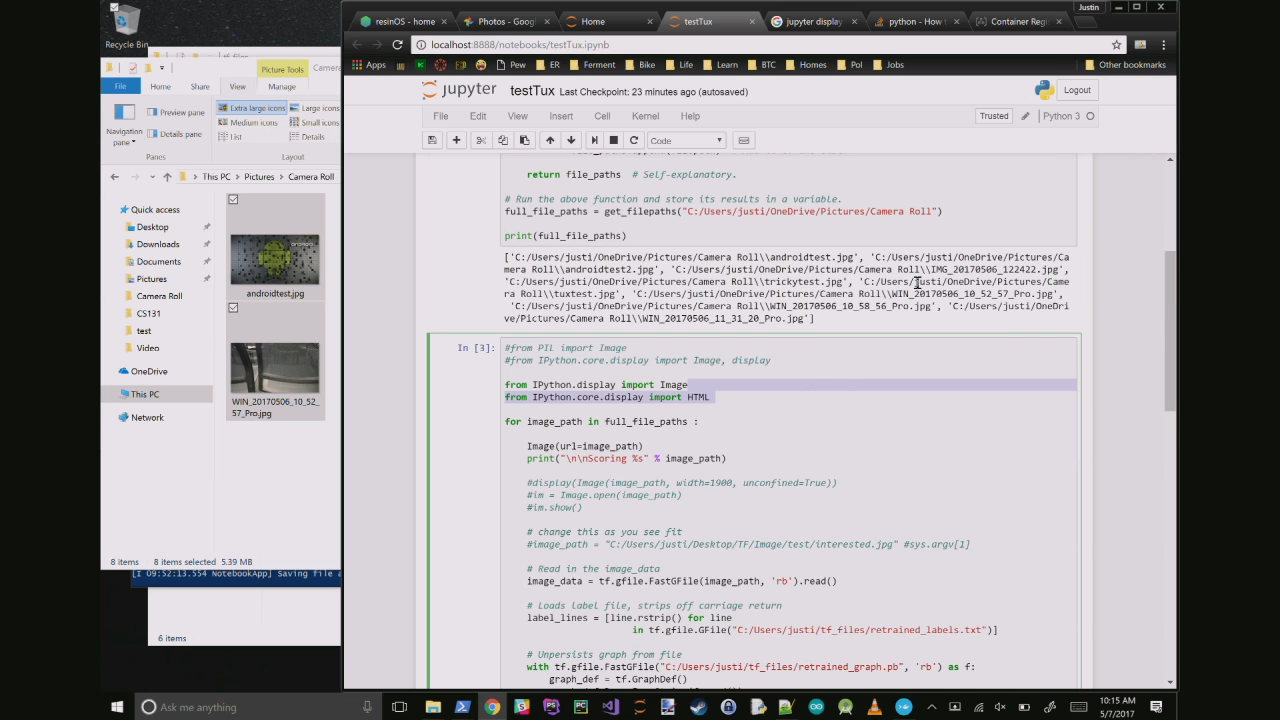 Justin
resinOS - home
Photos - Googl
Home
testTux
jupyter display
python - How t
Container Regi
localhost:8888/notebooks/testTux.ipynb
Apps
Pew
ER
Ferment
Bike
Life
Learn
BTC
Homes
Pol
Jobs
Other bookmarks
jupyter testTux Last Checkpoint: 23 minutes ago (autosaved)
Logout
File Edit View Insert Cell Kernel Help
Trusted
Python 3
Code
return file_paths # Self-explanatory.
# Run the above function and store its results in a variable.
full_file_paths = get_filepaths("C:/Users/justi/OneDrive/Pictures/Camera Roll")
print(full_file_paths)
['C:/Users/justi/OneDrive/Pictures/Camera Roll\\androidtest.jpg', 'C:/Users/justi/OneDrive/Pictures/Ca
mera Roll\\androidtest2.jpg', 'C:/Users/justi/OneDrive/Pictures/Camera Roll\\IMG_20170506_122422.jpg',
'C:/Users/justi/OneDrive/Pictures/Camera Roll\\trickytest.jpg', 'C:/Users/justi/OneDrive/Pictures/Came
ra Roll\\tuxtest.jpg', 'C:/Users/justi/OneDrive/Pictures/Camera Roll\\WIN_20170506_10_52_57_Pro.jpg',
'C:/Users/justi/OneDrive/Pictures/Camera Roll\\WIN_20170506_10_58_56_Pro.jpg', 'C:/Users/justi/OneDri
ve/Pictures/Camera Roll\\WIN_20170506_11_31_20_Pro.jpg']
In [3]:
#from PIl import Image
#from IPython.core.display import Image, display
from IPython.display import Image
from IPython.core.display import HTML
for image_path in full_file_paths :
Image(url=image_path)
print("\n\nScoring %s" % image_path)
#display(Image(image_path, width=1900, unconfined=True))
#im = Image.open(image_path)
#im.show()
# change this as you see fit
#image_path = "C:/Users/justi/Desktop/TF/Image/test/interested.jpg" #sys.argv[1]
# Read in the image_data
image_data = tf.gfile.FastGFile(image_path, 'rb').read()
# Loads label file, strips off carriage return
label_lines = [line.rstrip() for line
in tf.gfile.GFile("C:/Users/justi/tf_files/retrained_labels.txt")]
# Unpersists graph from file
with tf.gfile.FastGFile("C:/Users/justi/tf_files/retrained_graph.pb", 'rb') as f:
graph_def = tf.GraphDef()
Recycle Bin
Picture Tools
Camera
File Home Share View Manage
Navigation
pane
Preview pane
Details pane
Panes
Extra large icons
Large icons
Medium icons
Small icons
List
Details
Layout
This PC
Pictures
Camera Roll
Quick access
Desktop
Downloads
Documents
Pictures
Camera Roll
CS131
test
Video
OneDrive
This PC
Network
android
androidtest.jpg
WIN_20170506_10_52_
57_Pro.jpg
8 items 8 items selected 5.39 MB
[I 09:52:13.554 NotebookApp] Saving file a
6 items
Ask me anything
10:15 AM
5/7/2017